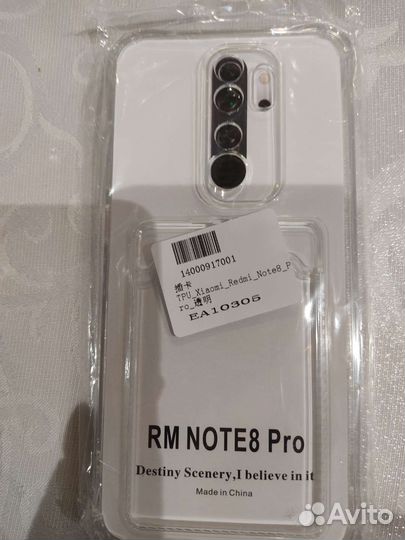 14000917001
插卡
TPU_Xiaomi_Redmi_Note8_P
ro_透明
EA10305
RM NOTE8 Pro
Destiny Scenery,I believe in it
Made in China
Avito